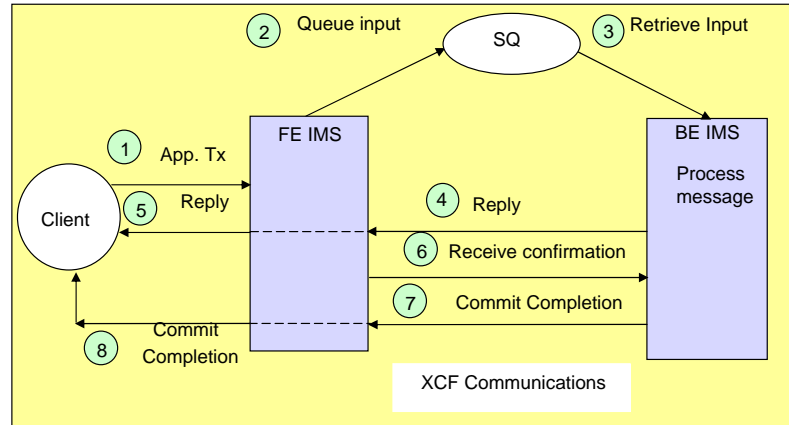 2 Queue input
SQ
3 Retrieve Input
FE IMS
BE IMS
1 App. Tx
Process
message
Client
5 Reply
4 Reply
6 Receive confirmation
7 Commit Completion
8 Commit
Completion
XCF Communications